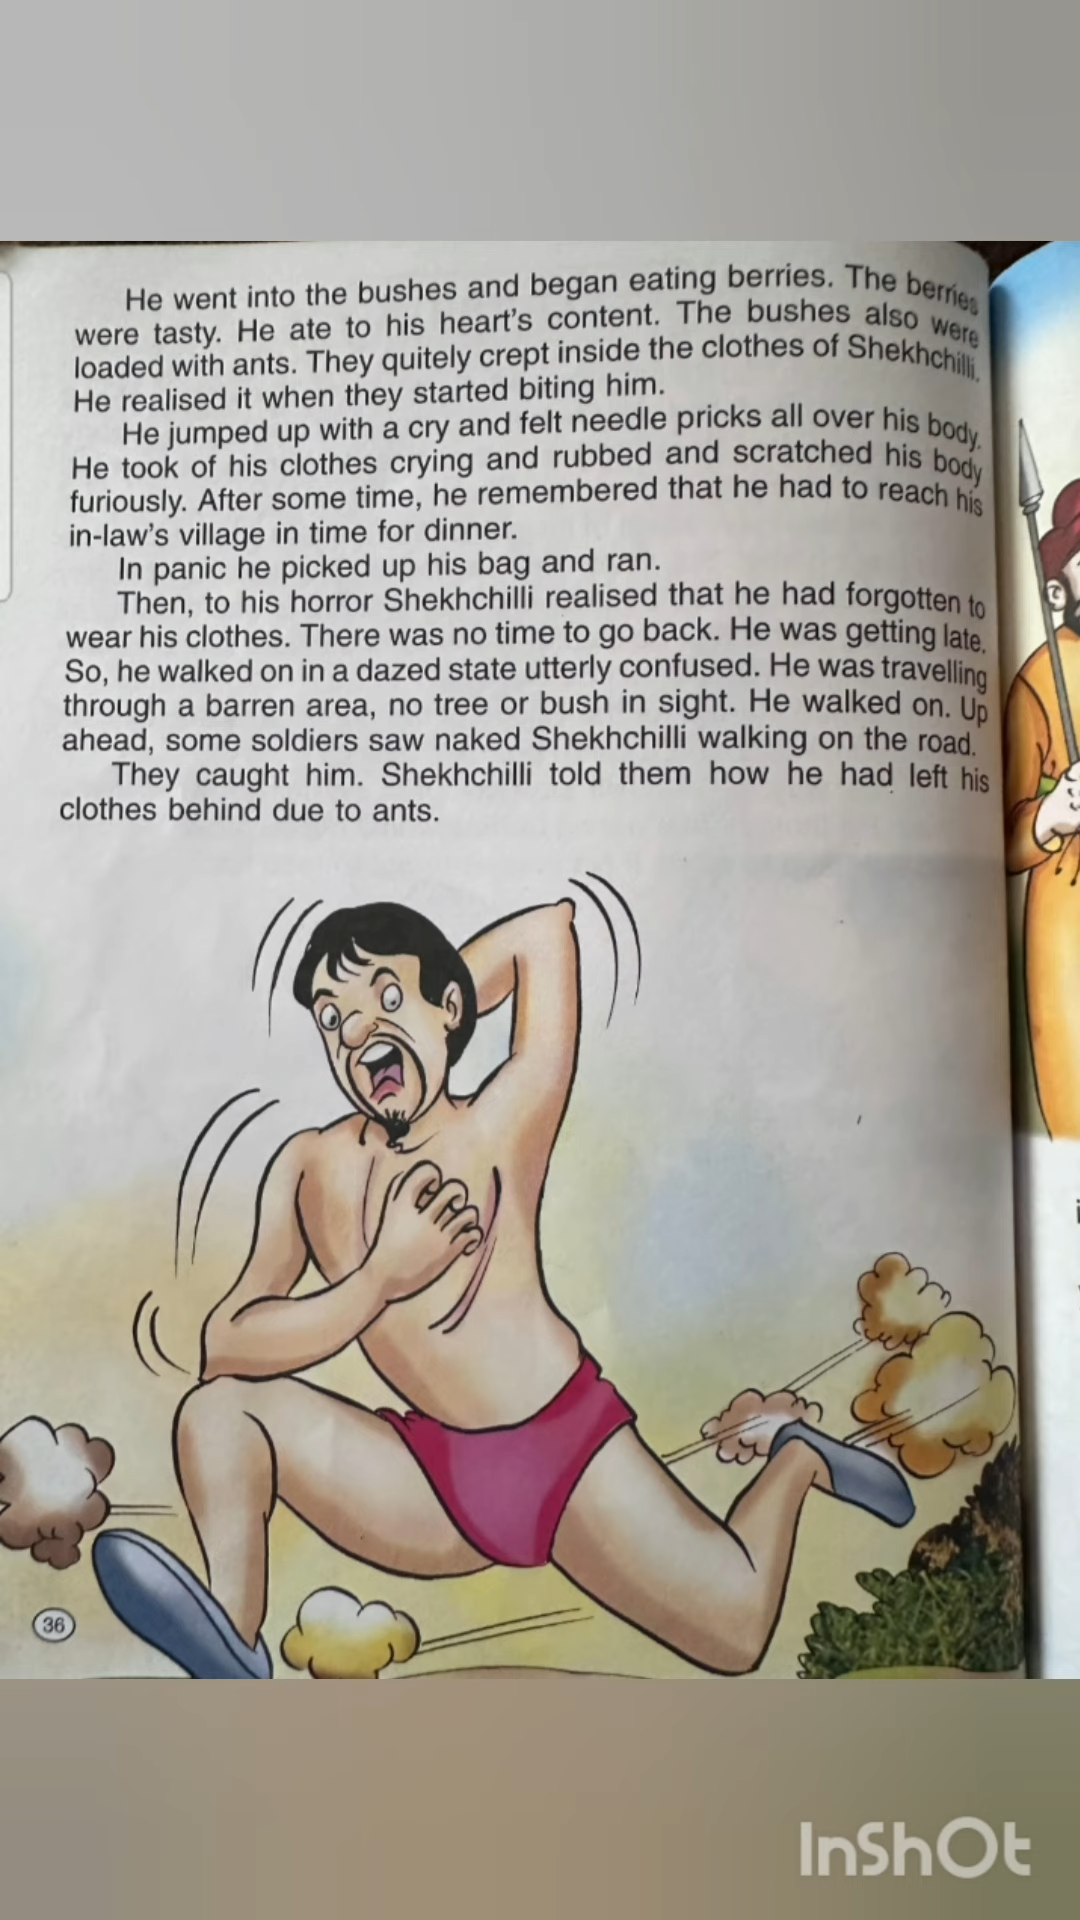 He went into the bushes and began eating berries. The berries
were tasty. He ate to his heart's content. The bushes also were
loaded with ants. They quitely crept inside the clothes of Shekhchilli.
He realised it when they started biting him.
He jumped up with a cry and felt needle pricks all over his body.
He took of his clothes crying and rubbed and scratched his body
furiously. After some time, he remembered that he had to reach his
in-law's village in time for dinner.
In panic he picked up his bag and ran.
Then, to his horror Shekhchilli realised that he had forgotten to
wear his clothes. There was no time to go back. He was getting late.
So, he walked on in a dazed state utterly confused. He was travelling
through a barren area, no tree or bush in sight. He walked on. Up
ahead, some soldiers saw naked Shekhchilli walking on the road.
They caught him. Shekhchilli told them how he had left his
clothes behind due to ants.
36
InShOt